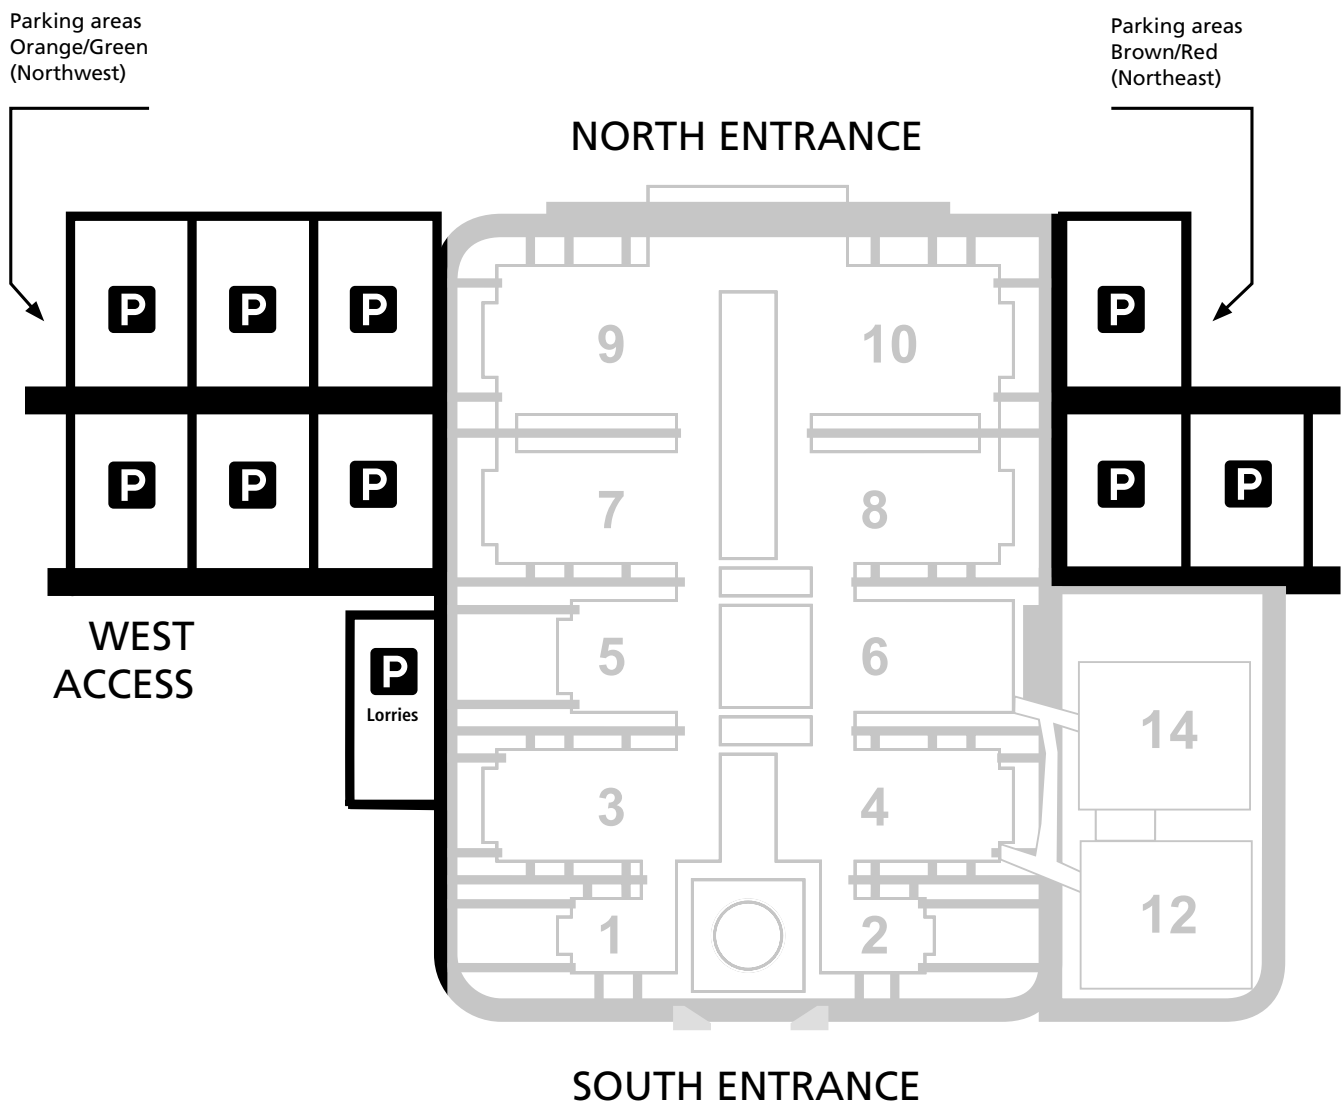 Parking areas
Orange/Green
(Northwest)
Parking areas
Brown/Red
(Northeast)
NORTH ENTRANCE
P P P P
9 10
P P P P P
7 8
WEST
ACCESS
P
Lorries
5 6
14
3 4
12
1 2
SOUTH ENTRANCE